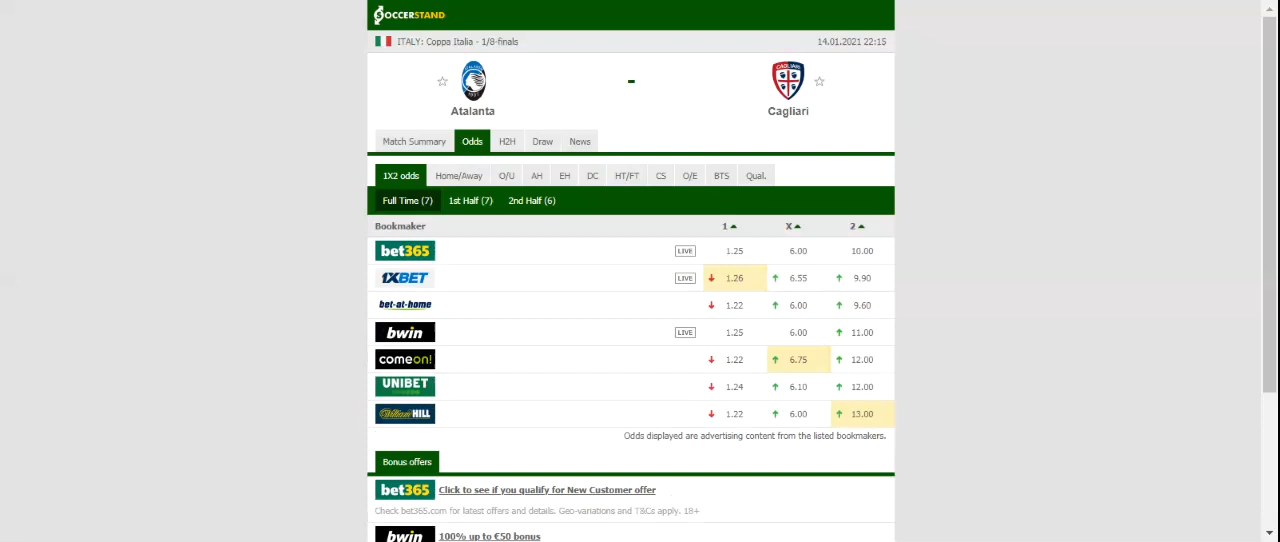 SOCCERSTAND
ITALY: Coppa Italia - 1/8-finals 14.01.2021 22:15
-
Atalanta Cagliari
Match Summary Odds H2H Draw News
1X2 odds Home/Away O/U AH EH DC HT/FT CS O/E BTS Qual.
Full Time (7) 1st Half (7) 2nd Half (6)
Bookmaker 1 X 2
bet365 LIVE 1.25 6.00 10.00
1XBET LIVE 1.26 6.55 9.90
bet-at-home 1.22 6.00 9.60
bwin LIVE 1.25 6.00 11.00
comeon! 1.22 6.75 12.00
UNIBET 1.24 6.10 12.00
William HILL 1.22 6.00 13.00
Odds displayed are advertising content from the listed bookmakers.
Bonus offers
bet365 Click to see if you qualify for New Customer offer
Check bet365.com for latest offers and details. Geo-variations and T&Cs apply. 18+
bwin 100% up to €50 bonus